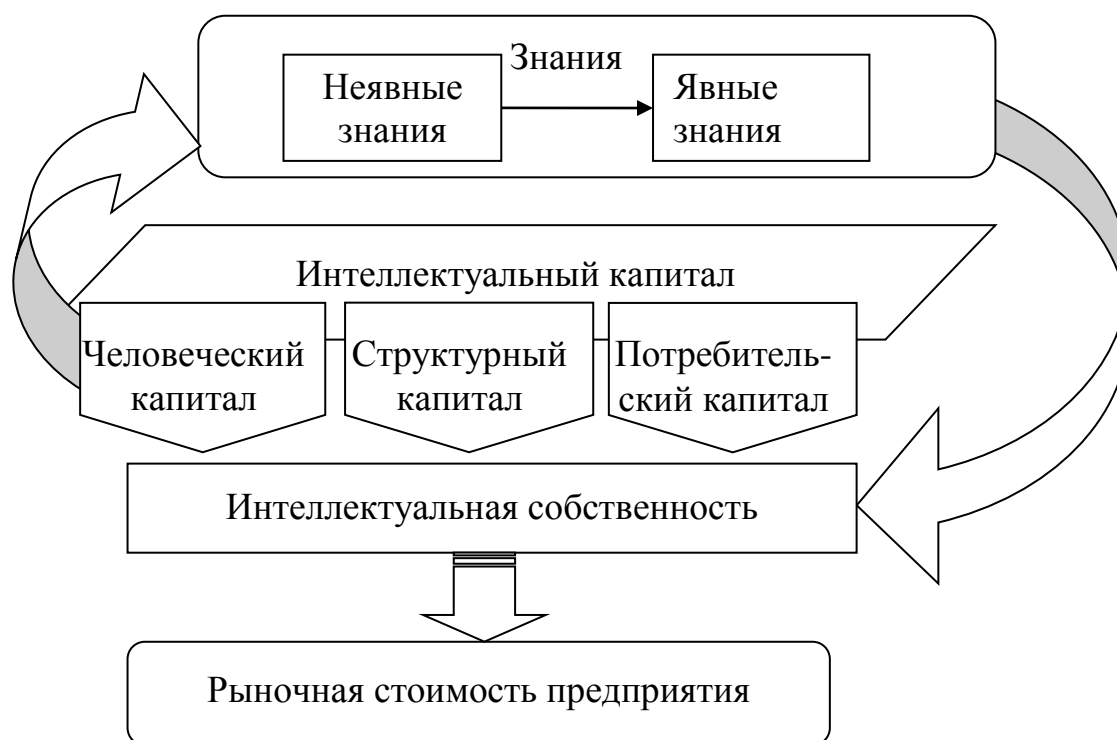 Знания
Неявные
знания
Явные
знания
Интеллектуальный капитал
Человеческий
капитал
Структурный
капитал
Потребитель-
ский капитал
Интеллектуальная собственность
Рыночная стоимость предприятия